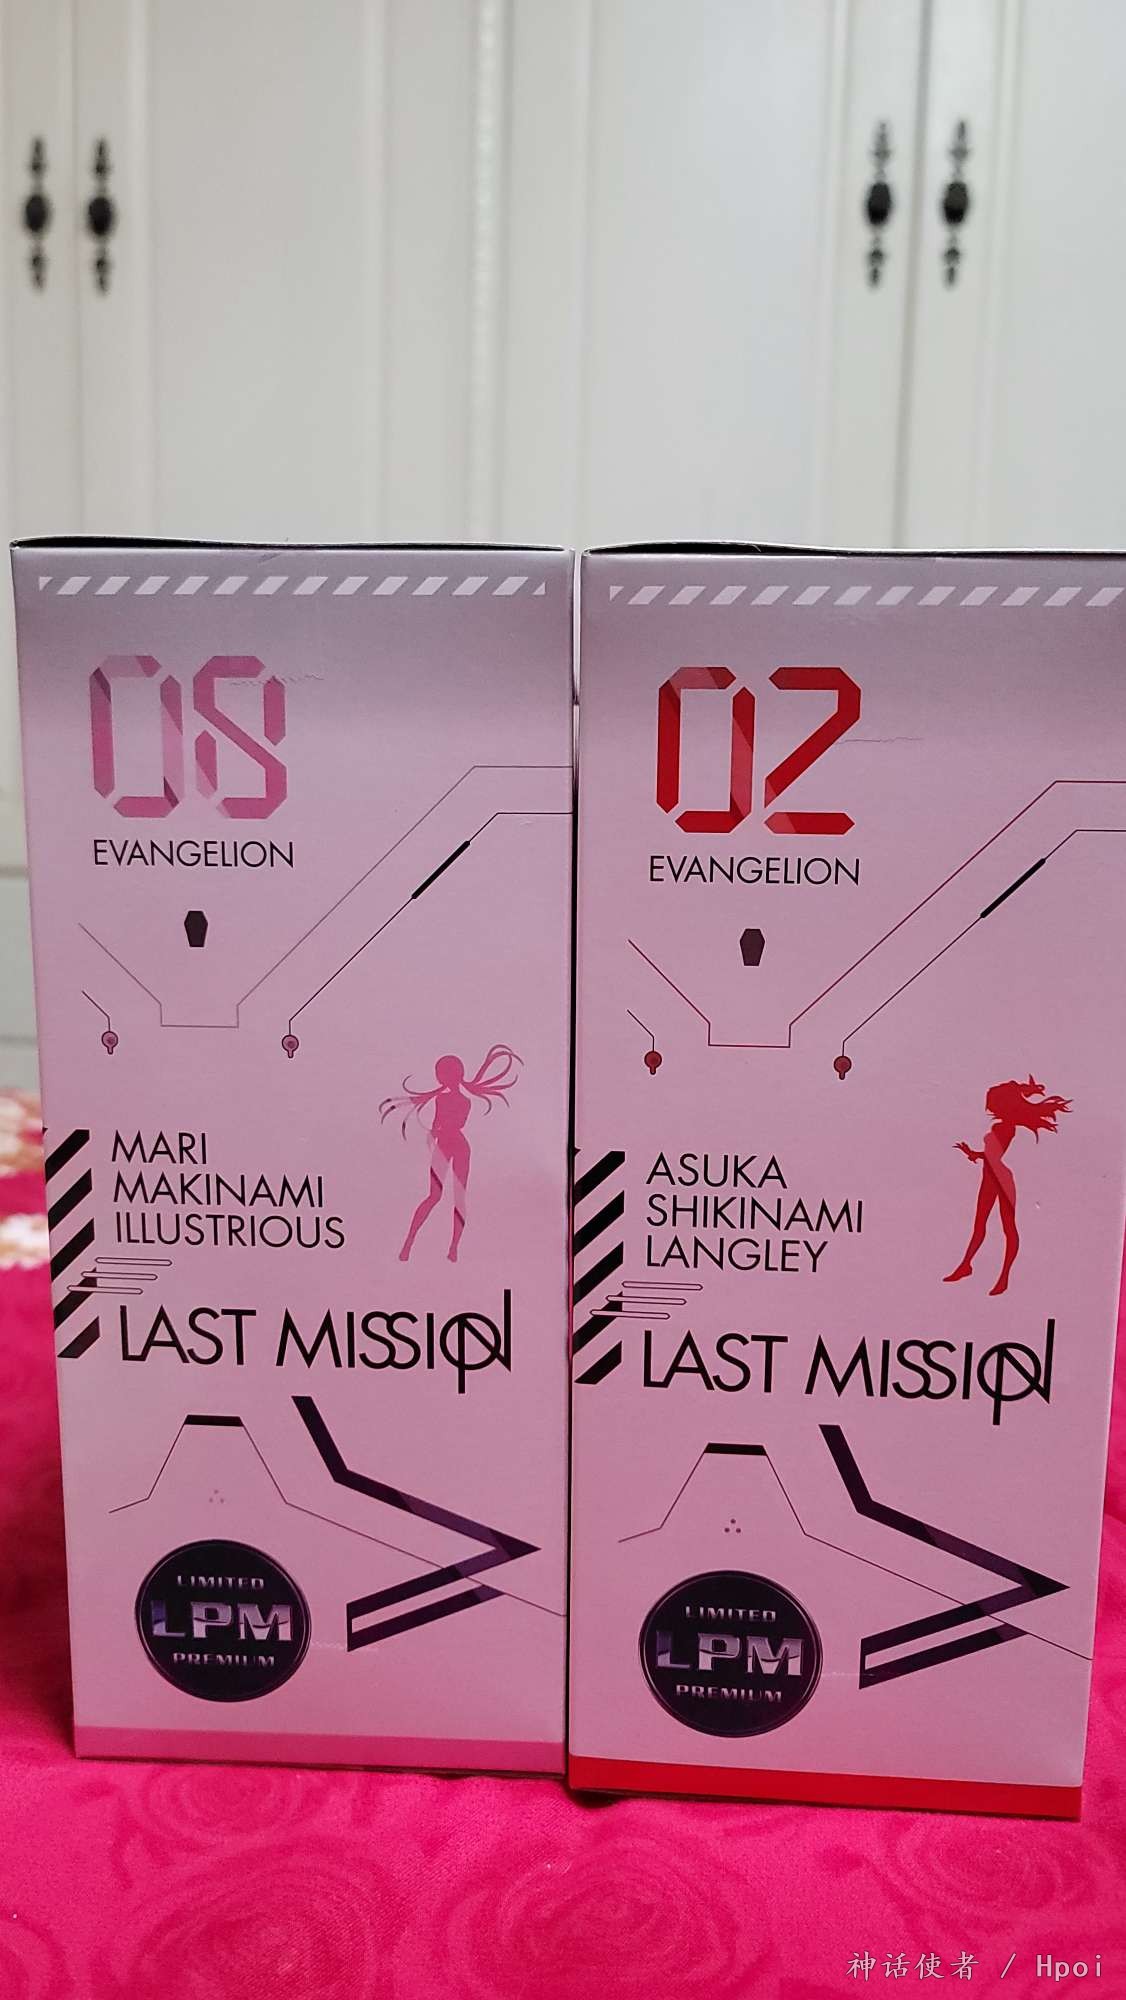 08
EVANGELION
MARI
MAKINAMI
ILLUSTRIOUS
LAST MISSION
LIMITED
LPM
PREMIUM
02
EVANGELION
ASUKA
SHIKINAMI
LANGLEY
LAST MISSION
LIMITED
LPM
PREMIUM
神话使者 / Hpoi